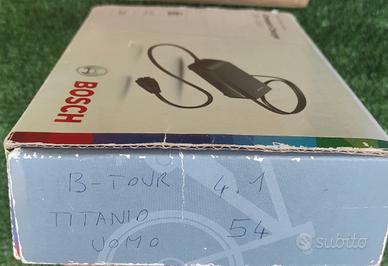 BOSCH
B-TOUR 4.1
TITANIO 54
UOMO
subito